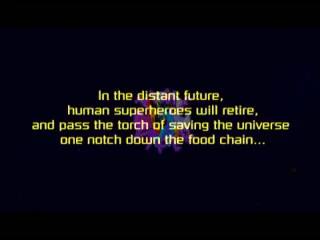 In the distant future,
human superheroes will retire,
and pass the torch of saving the universe
one notch down the food chain...